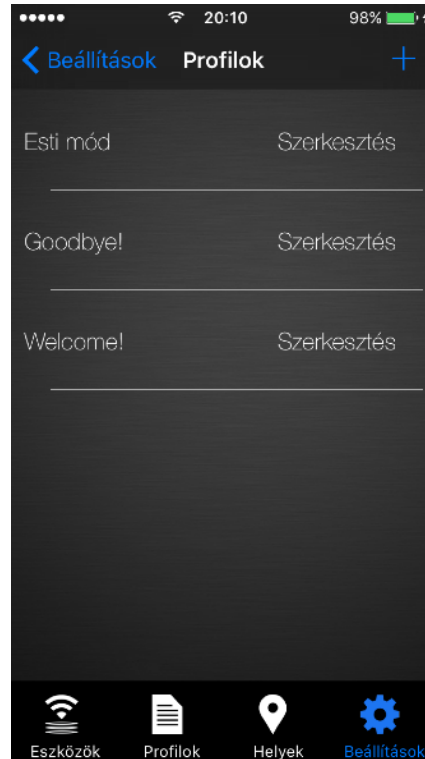 20:10 98%
Beállítások Profilok
Esti mód Szerkesztés
Goodbye! Szerkesztés
Welcome! Szerkesztés
Eszközök Profilok Helyek Beállítások